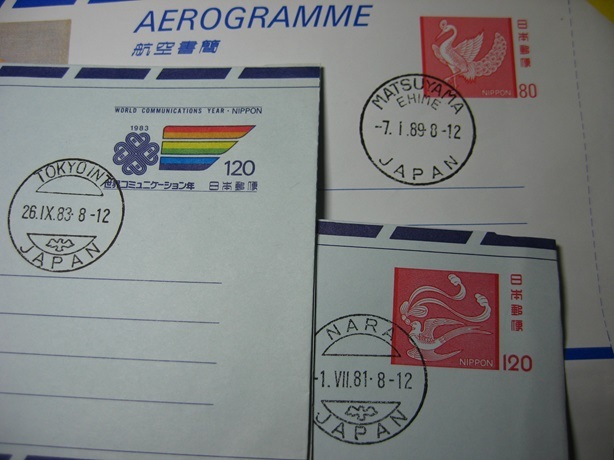 AEROGRAMME
航空書簡
日本郵便
NIPPON 80
MATSUYAMA
EHIME
-7. I. 89· 8-12
JAPAN
WORLD COMMUNICATIONS YEAR · NIPPON
1983
120
世界コミュニケーション年 日本郵便
TOKYO INT
26. IX. 83· 8-12
JAPAN
日本郵便
NIPPON 120
NARA
-1. VII. 81· 8-12
JAPAN